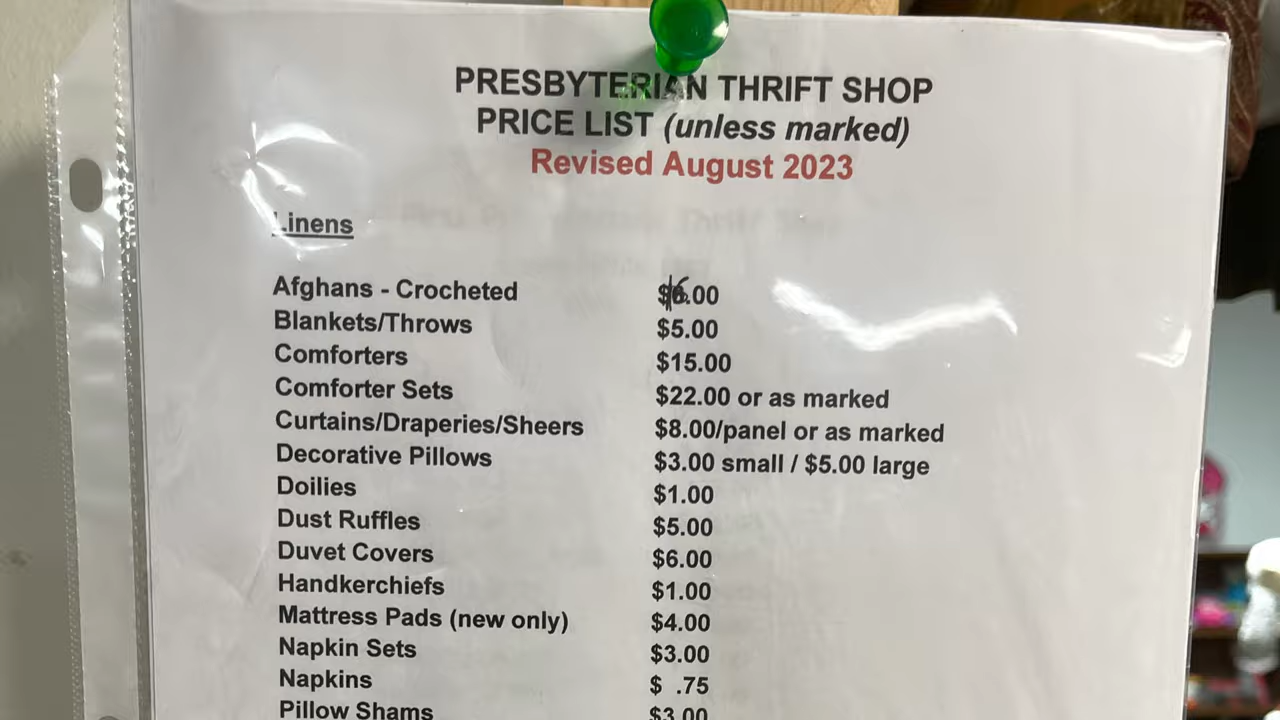 PRESBYTERIAN THRIFT SHOP
PRICE LIST (unless marked)
Revised August 2023
Linens
Afghans - Crocheted $16.00
Blankets/Throws $5.00
Comforters $15.00
Comforter Sets $22.00 or as marked
Curtains/Draperies/Sheers $8.00/panel or as marked
Decorative Pillows $3.00 small / $5.00 large
Doilies $1.00
Dust Ruffles $5.00
Duvet Covers $6.00
Handkerchiefs $1.00
Mattress Pads (new only) $4.00
Napkin Sets $3.00
Napkins $ .75
Pillow Shams $3.00